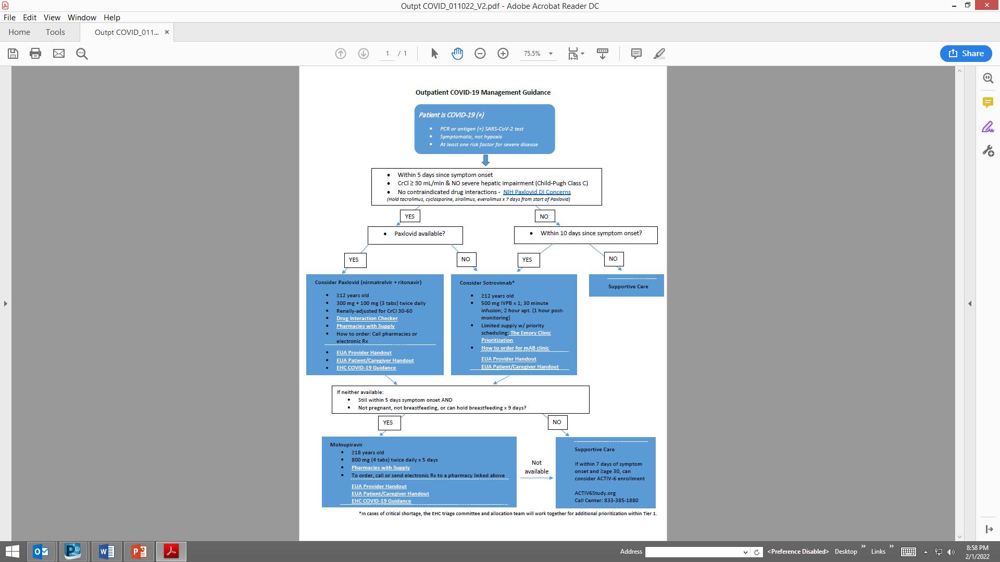 Outpt COVID_011022_V2.pdf - Adobe Acrobat Reader DC
File Edit View Window Help
Home Tools Outpt COVID_011... ×
1 / 1 75.5% Share
Outpatient COVID-19 Management Guidance
Patient is COVID-19 (+)
• PCR or antigen (+) SARS-CoV-2 test
• Symptomatic, not hypoxic
• At least one risk factor for severe disease
• Within 5 days since symptom onset
• CrCl ≥ 30 mL/min & NO severe hepatic impairment (Child-Pugh Class C)
• No contraindicated drug interactions - NIH Paxlovid DI Concerns
(Hold tacrolimus, cyclosporine, sirolimus, everolimus x 7 days from start of Paxlovid)
YES
NO
• Paxlovid available?
• Within 10 days since symptom onset?
YES
NO
YES
NO
Consider Paxlovid (nirmatrelvir + ritonavir)
• ≥12 years old
• 300 mg + 100 mg (3 tabs) twice daily
• Renally-adjusted for CrCl 30-60
• Drug Interaction Checker
• Pharmacies with Supply
• How to order: Call pharmacies or
electronic Rx
• EUA Provider Handout
• EUA Patient/Caregiver Handout
• EHC COVID-19 Guidance
Consider Sotrovimab*
• ≥12 years old
• 500 mg IVPB x 1; 30 minute
infusion; 2 hour apt. (1 hour post-
monitoring)
• Limited supply w/ priority
scheduling: The Emory Clinic
Prioritization
• How to order for mAB clinic
EUA Provider Handout
EUA Patient/Caregiver Handout
Supportive Care
If neither available:
• Still within 5 days symptom onset AND
• Not pregnant, not breastfeeding, or can hold breastfeeding x 9 days?
YES
NO
Molnupiravir
• ≥18 years old
• 800 mg (4 tabs) twice daily x 5 days
• Pharmacies with Supply
• To order, call or send electronic Rx to a pharmacy linked above
EUA Provider Handout
EUA Patient/Caregiver Handout
EHC COVID-19 Guidance
Not
available
Supportive Care
If within 7 days of symptom
onset and ≥age 30, can
consider ACTIV-6 enrollment
ACTIV6Study.org
Call Center: 833-385-1880
*In cases of critical shortage, the EHC triage committee and allocation team will work together for additional prioritization within Tier 1.
Address <Preference Disabled> Desktop » Links »
8:58 PM
2/1/2022